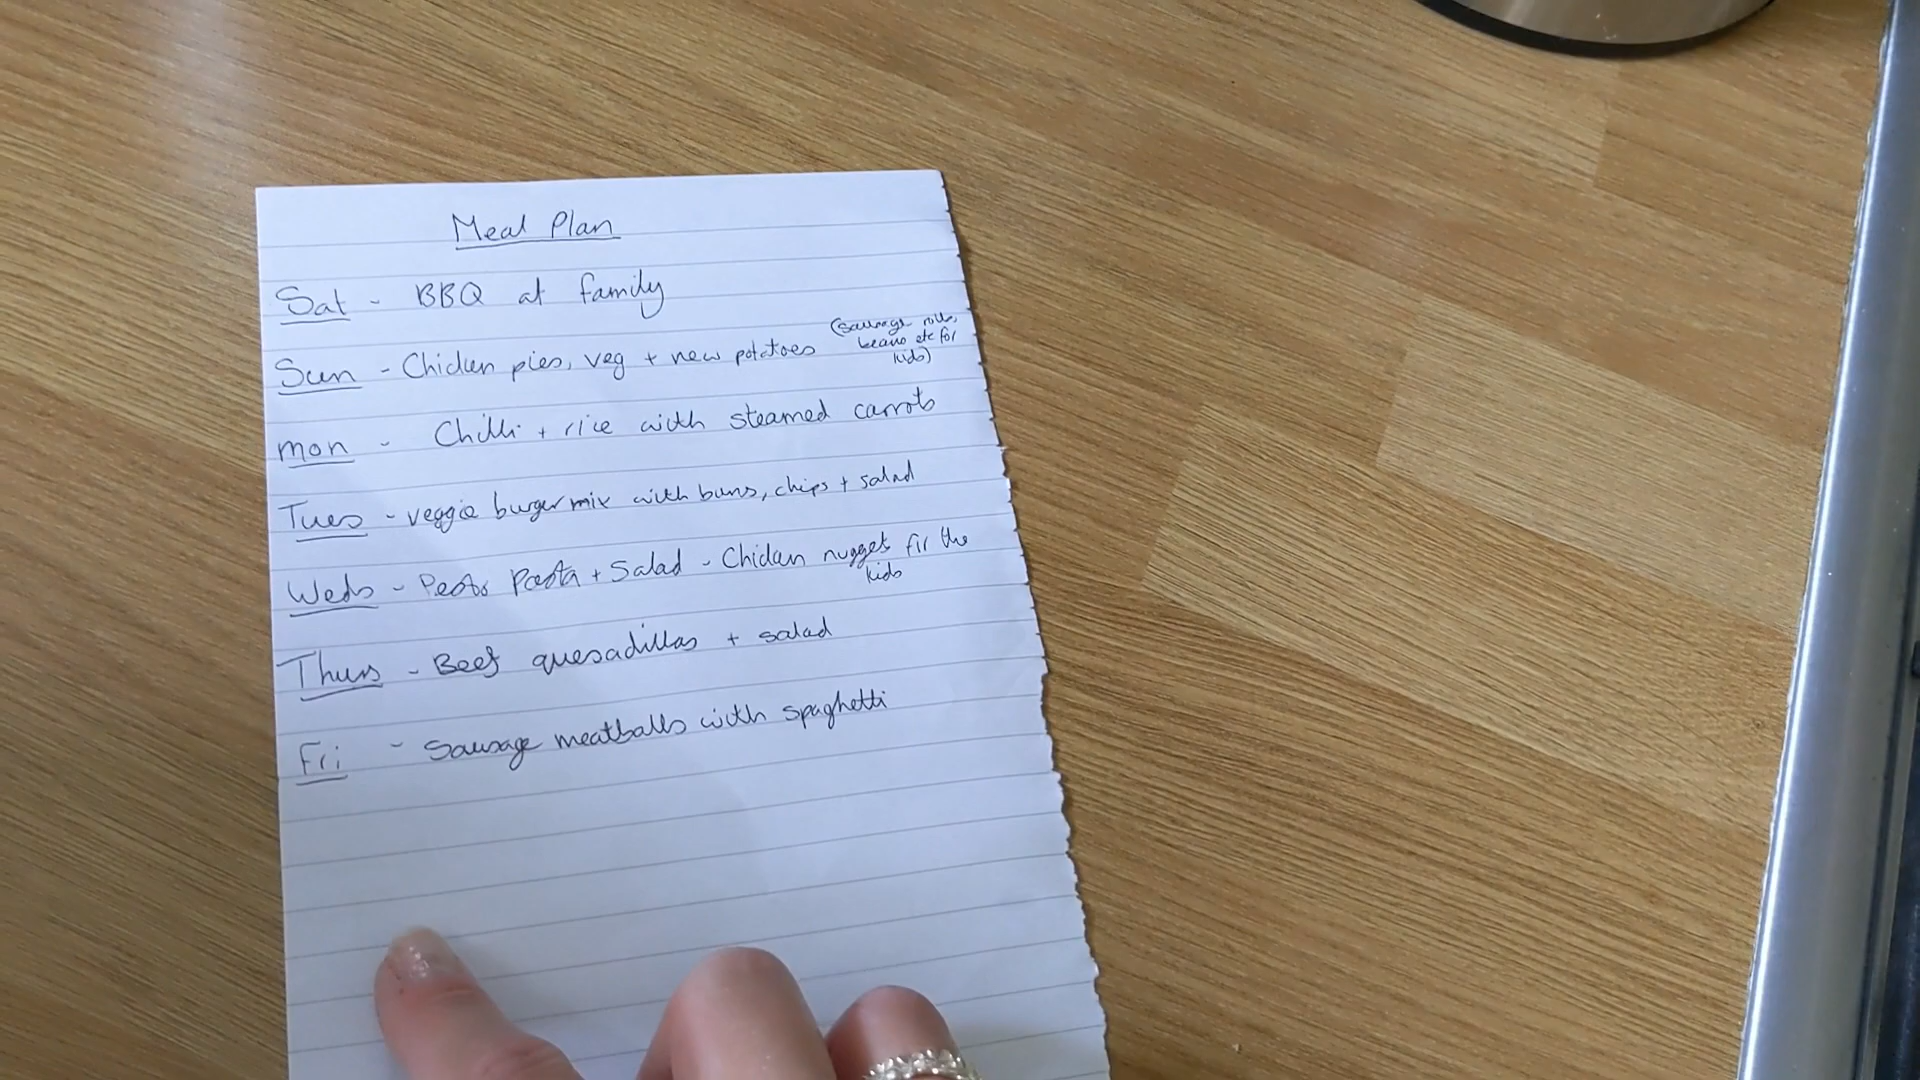 Meal Plan
Sat - BBQ at family
Sun - Chicken pies, veg + new potatoes (sausage rolls,
beans etc for
kids)
Mon - Chilli + rice with steamed carrots
Tues - veggie burger mix with buns, chips + salad
Weds - Pesto Pasta + Salad - Chicken nugget for the
kids
Thurs - Beef quesadillas + salad
Fri - Sausage meatballs with spaghetti